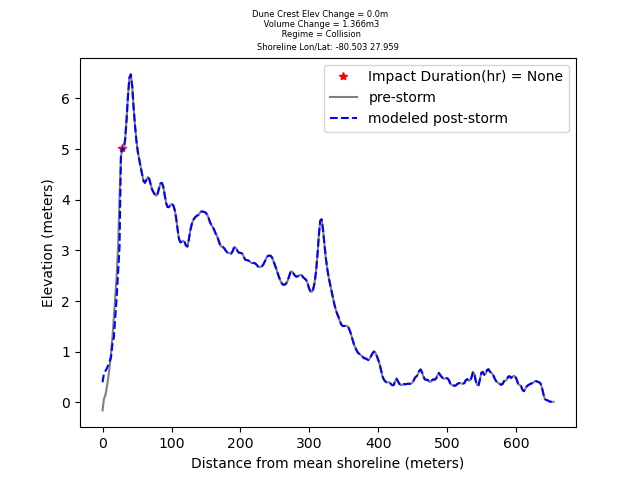 Dune Crest Elev Change = 0.0m
Volume Change = 1.366m3
Regime = Collision
Shoreline Lon/Lat: -80.503 27.959
Impact Duration(hr) = None
pre-storm
modeled post-storm
Elevation (meters)
6
5
4
3
2
1
0
0 100 200 300 400 500 600
Distance from mean shoreline (meters)